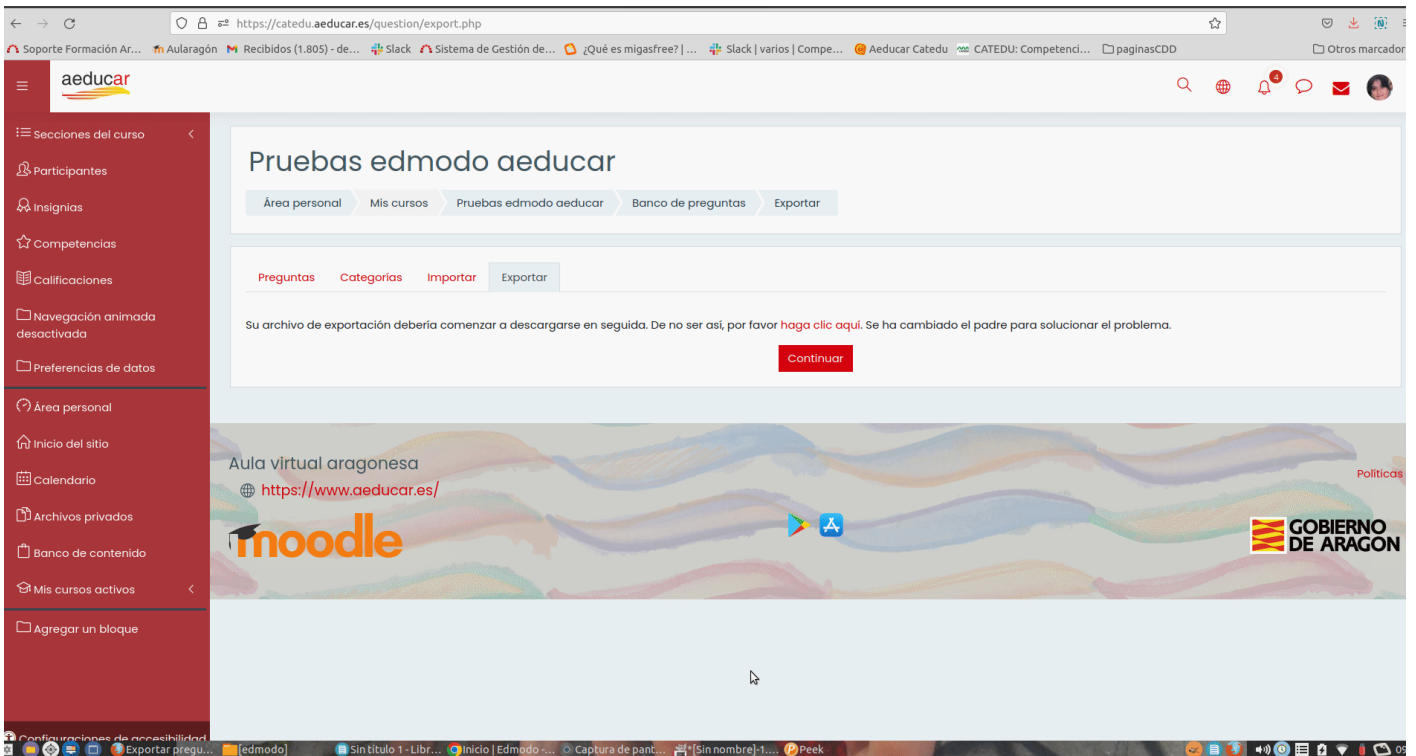 https://catedu.aeducar.es/question/export.php
Soporte Formación Ar... Aularagón Recibidos (1.805) - de... Slack Sistema de Gestión de... ¿Qué es migasfree? | ... Slack | varios | Compe... Aeducar Catedu CATEDU: Competenci... paginasCDD Otros marcador
aeducar
4
Secciones del curso
Participantes
Insignias
Competencias
Calificaciones
Navegación animada
desactivada
Preferencias de datos
Área personal
Inicio del sitio
Calendario
Archivos privados
Banco de contenido
Mis cursos activos
Agregar un bloque
Configuraciones de accesibilidad
Pruebas edmodo aeducar
Área personal Mis cursos Pruebas edmodo aeducar Banco de preguntas Exportar
Preguntas Categorías Importar Exportar
Su archivo de exportación debería comenzar a descargarse en seguida. De no ser así, por favor haga clic aquí. Se ha cambiado el padre para solucionar el problema.
Continuar
Aula virtual aragonesa
https://www.aeducar.es/
moodle
Políticas
GOBIERNO
DE ARAGON
Exportar pregu... [edmodo] Sin título 1 - Libr... Inicio | Edmodo -... Captura de pant... *[Sin nombre]-1.... Peek 09